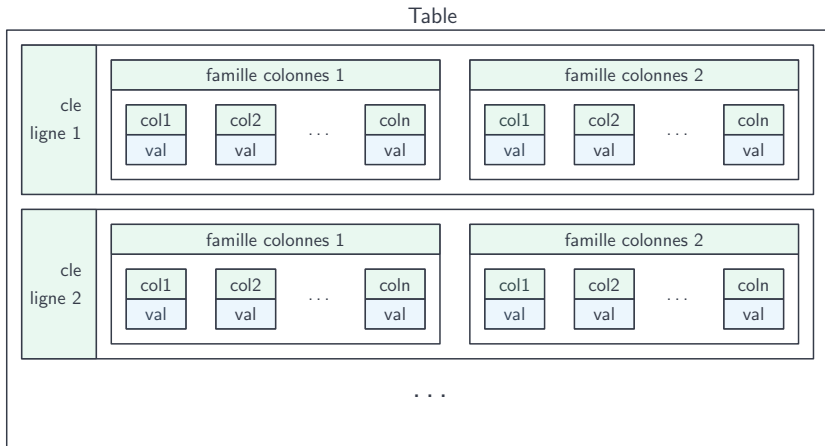 Table
cle
ligne 1
famille colonnes 1
col1 col2 ... coln
val val val
famille colonnes 2
col1 col2 ... coln
val val val
cle
ligne 2
famille colonnes 1
col1 col2 ... coln
val val val
famille colonnes 2
col1 col2 ... coln
val val val
...